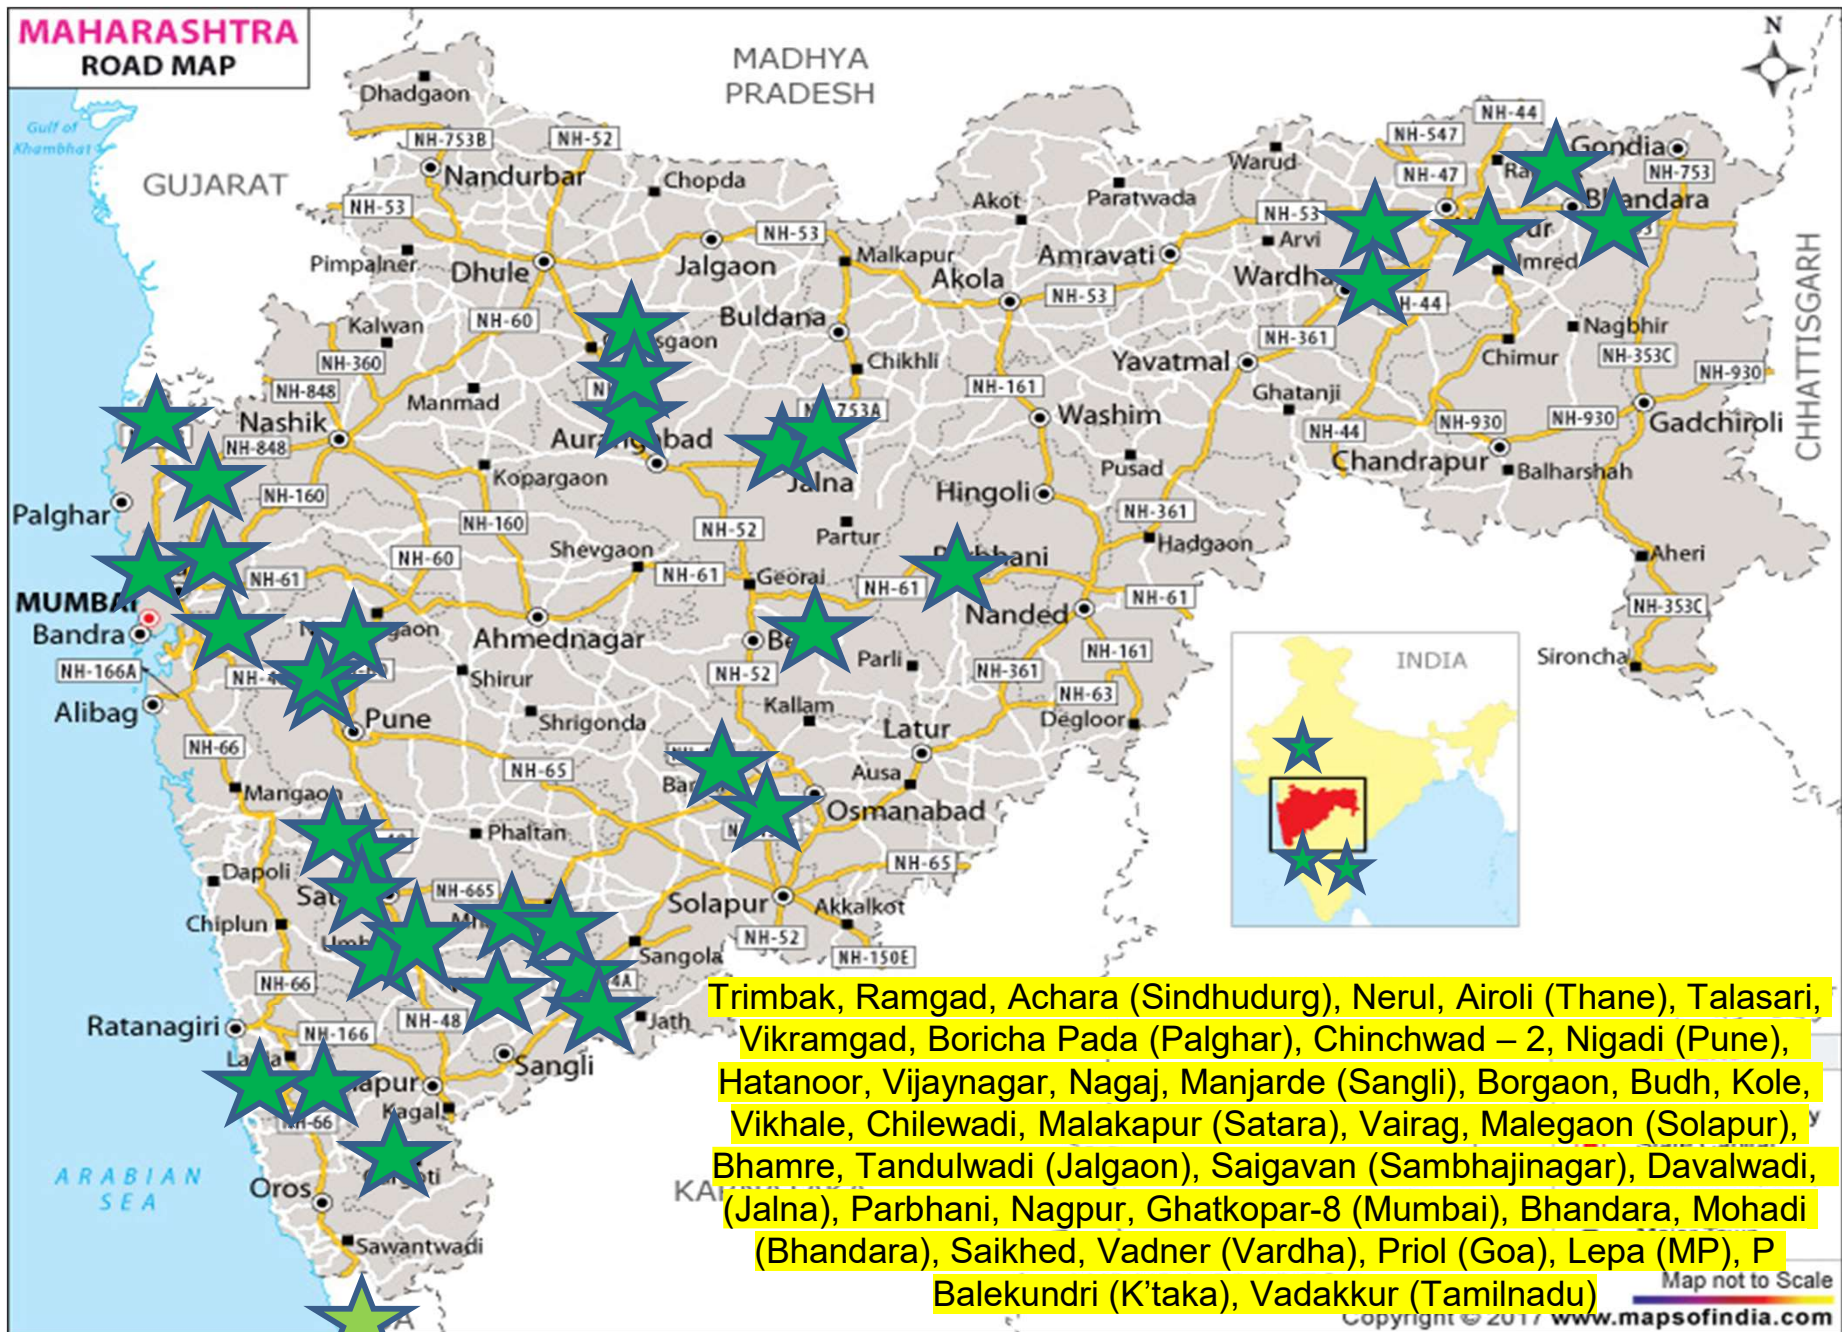 MAHARASHTRA
ROAD MAP
MADHYA
PRADESH
N
Gulf of
Khambhat
GUJARAT
CHHATTISGARH
Dhadgaon
NH-753B
NH-52
Nandurbar
Chopda
NH-53
Pimpalner
Dhule
Jalgaon
NH-53
Malkapur
Akot
Paratwada
Warud
NH-547
NH-44
Gondia
NH-47
NH-753
Bhandara
NH-53
Arvi
Amravati
Akola
NH-53
Wardha
Umred
Kalwan
NH-60
Buldana
Chikhli
NH-360
NH-848
Manmad
NH-161
Yavatmal
NH-361
Chimur
Nagbhir
NH-353C
NH-930
Ghatanji
Nashik
NH-848
Aurangabad
Washim
NH-44
NH-930
NH-930
Gadchiroli
Kopargaon
Jalna
Pusad
Chandrapur
Balharshah
Palghar
NH-160
NH-160
Hingoli
NH-361
NH-52
Partur
Hadgaon
Aheri
Shevgaon
NH-60
NH-61
NH-61
Georai
NH-61
NH-61
NH-353C
MUMBAI
Bandra
Ahmednagar
Nanded
NH-161
Sironcha
NH-166A
Alibag
Shirur
NH-52
Parli
NH-361
NH-63
Degloor
INDIA
Pune
Shrigonda
Kallam
Latur
NH-66
NH-65
Ausa
Mangaon
Osmanabad
Phaltan
Dapoli
NH-65
NH-665
Solapur
Akkalkot
Chiplun
NH-52
NH-150E
Sangola
NH-66
Ratanagiri
NH-166
NH-48
Jath
Sangli
Kagal
NH-66
ARABIAN
SEA
Oros
Sawantwadi
Trimbak, Ramgad, Achara (Sindhudurg), Nerul, Airoli (Thane), Talasari,
Vikramgad, Boricha Pada (Palghar), Chinchwad – 2, Nigadi (Pune),
Hatanoor, Vijaynagar, Nagaj, Manjarde (Sangli), Borgaon, Budh, Kole,
Vikhale, Chilewadi, Malakapur (Satara), Vairag, Malegaon (Solapur),
Bhamre, Tandulwadi (Jalgaon), Saigavan (Sambhajinagar), Davalwadi,
(Jalna), Parbhani, Nagpur, Ghatkopar-8 (Mumbai), Bhandara, Mohadi
(Bhandara), Saikhed, Vadner (Vardha), Priol (Goa), Lepa (MP), P
Balekundri (K'taka), Vadakkur (Tamilnadu)
Map not to Scale
Copyright © 2017 www.mapsofindia.com